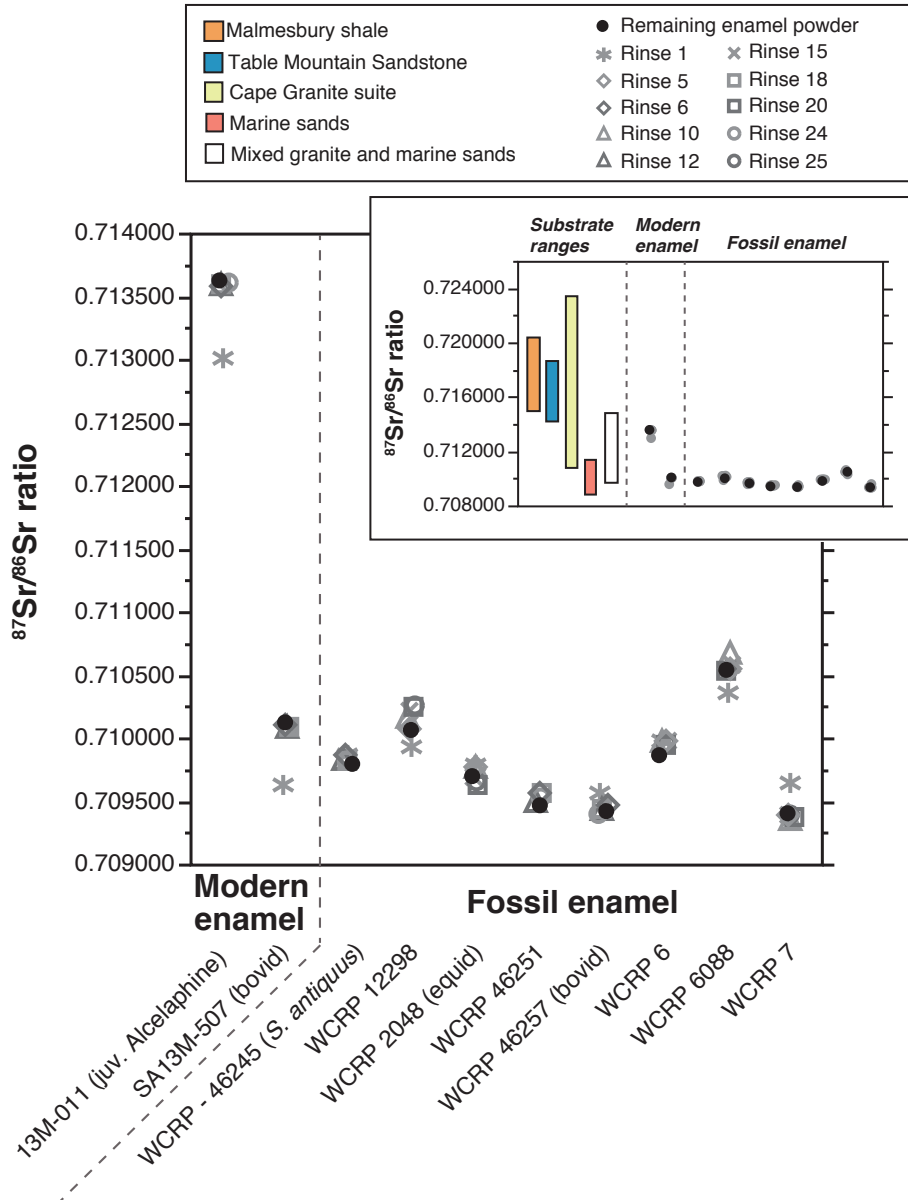 Malmesbury shale
Table Mountain Sandstone
Cape Granite suite
Marine sands
Mixed granite and marine sands
Remaining enamel powder
Rinse 1
Rinse 5
Rinse 6
Rinse 10
Rinse 12
Rinse 15
Rinse 18
Rinse 20
Rinse 24
Rinse 25
87Sr/86Sr ratio
0.714000
0.713500
0.713000
0.712500
0.712000
0.711500
0.711000
0.710500
0.710000
0.709500
0.709000
Substrate
ranges
Modern
enamel
Fossil enamel
87Sr/86Sr ratio
0.724000
0.720000
0.716000
0.712000
0.708000
Modern
enamel
Fossil enamel
13M-011 (juv. Alcelaphine)
SA13M-507 (bovid)
WCRP - 46245 (S. antiquus)
WCRP 12298
WCRP 2048 (equid)
WCRP 46251
WCRP 46257 (bovid)
WCRP 6
WCRP 6088
WCRP 7